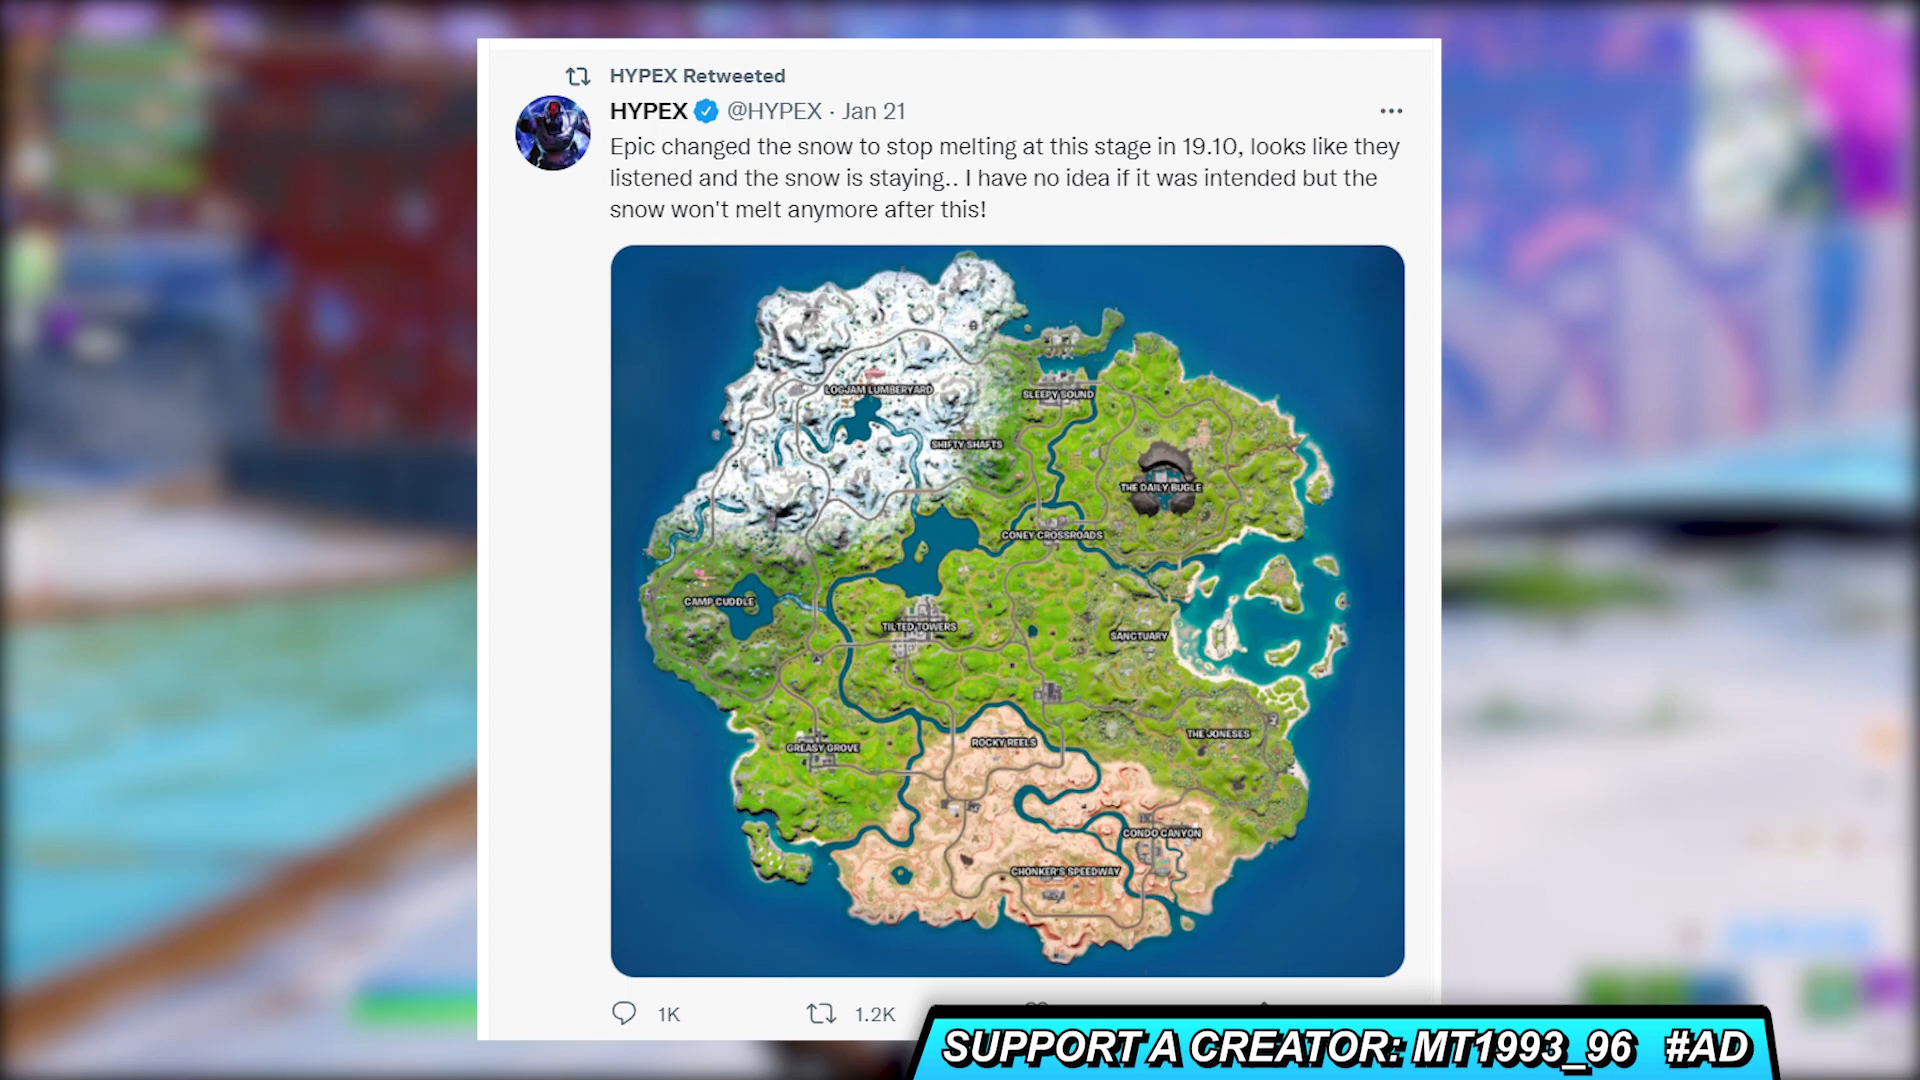 HYPEX Retweeted
HYPEX @HYPEX · Jan 21
Epic changed the snow to stop melting at this stage in 19.10, looks like they
listened and the snow is staying.. I have no idea if it was intended but the
snow won't melt anymore after this!
LOGJAM LUMBERYARD
SLEEPY SOUND
SHIFTY SHAFTS
THE DAILY BUGLE
CONEY CROSSROADS
CAMP CUDDLE
TILTED TOWERS
SANCTUARY
THE JONESES
ROCKY REELS
GREASY GROVE
CONDO CANYON
CHONKER'S SPEEDWAY
1K 1.2K
SUPPORT A CREATOR: MT1993_96 #AD